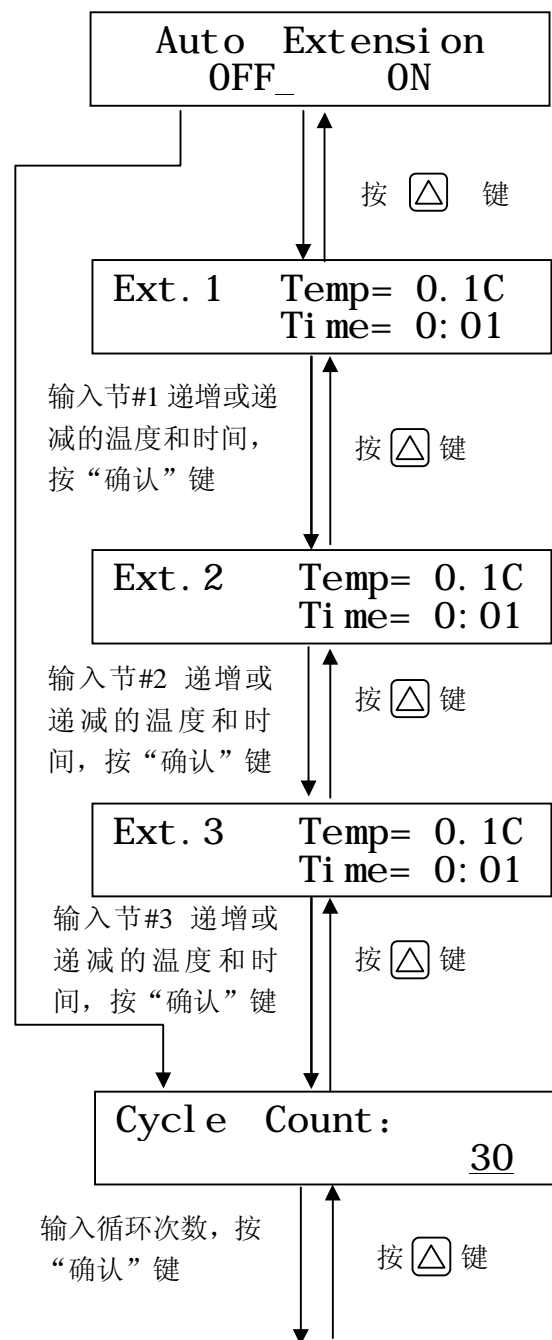 Auto Extension
OFF_ ON
按 △ 键
Ext. 1 Temp= 0. 1C
Time= 0: 01
输入节#1 递增或递
减的温度和时间，
按“确认”键
按 △ 键
Ext. 2 Temp= 0. 1C
Time= 0: 01
输入节#2 递增或
递减的温度和时
间，按“确认”键
按 △ 键
Ext. 3 Temp= 0. 1C
Time= 0: 01
输入节#3 递增或
递减的温度和时
间，按“确认”键
按 △ 键
Cycle Count:
30
输入循环次数，按
“确认”键
按 △ 键